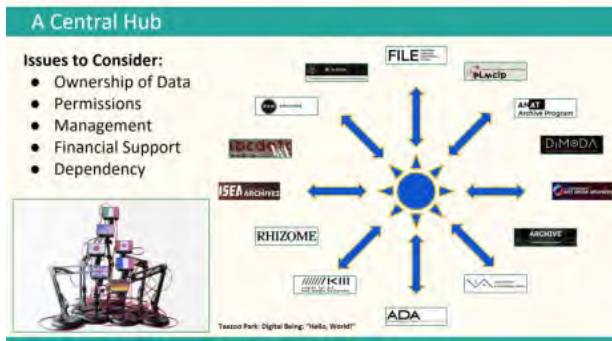 A Central Hub
Issues to Consider:
● Ownership of Data
● Permissions
● Management
● Financial Support
● Dependency
FILE
pLmcip
ANAT
Archive Program
DiMoDA
ISEA ARCHIVES
ARCHIVE
RHIZOME
ADA
Taezoo Park: Digital Being: "Hello, World!"